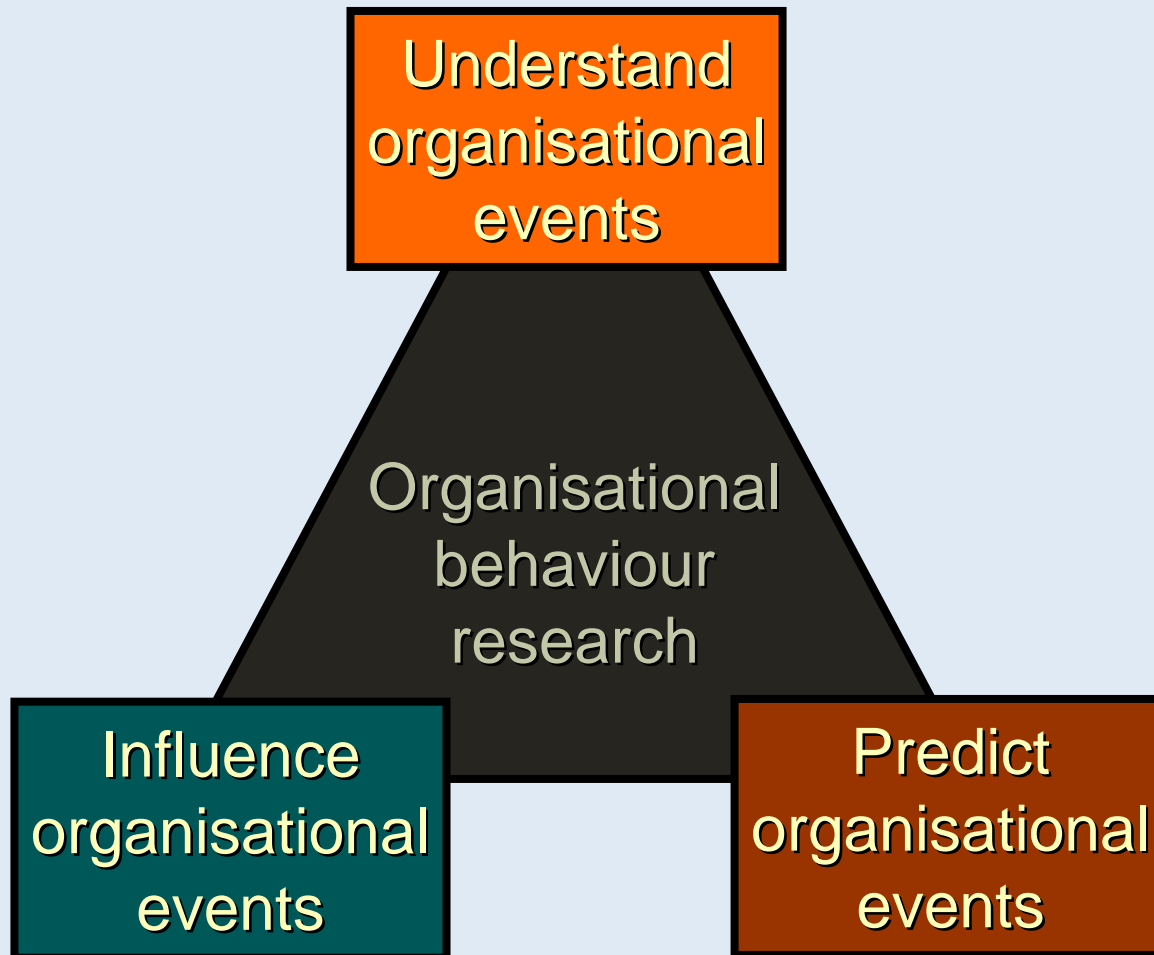 Understand
organisational
events
Organisational
behaviour
research
Influence
organisational
events
Predict
organisational
events